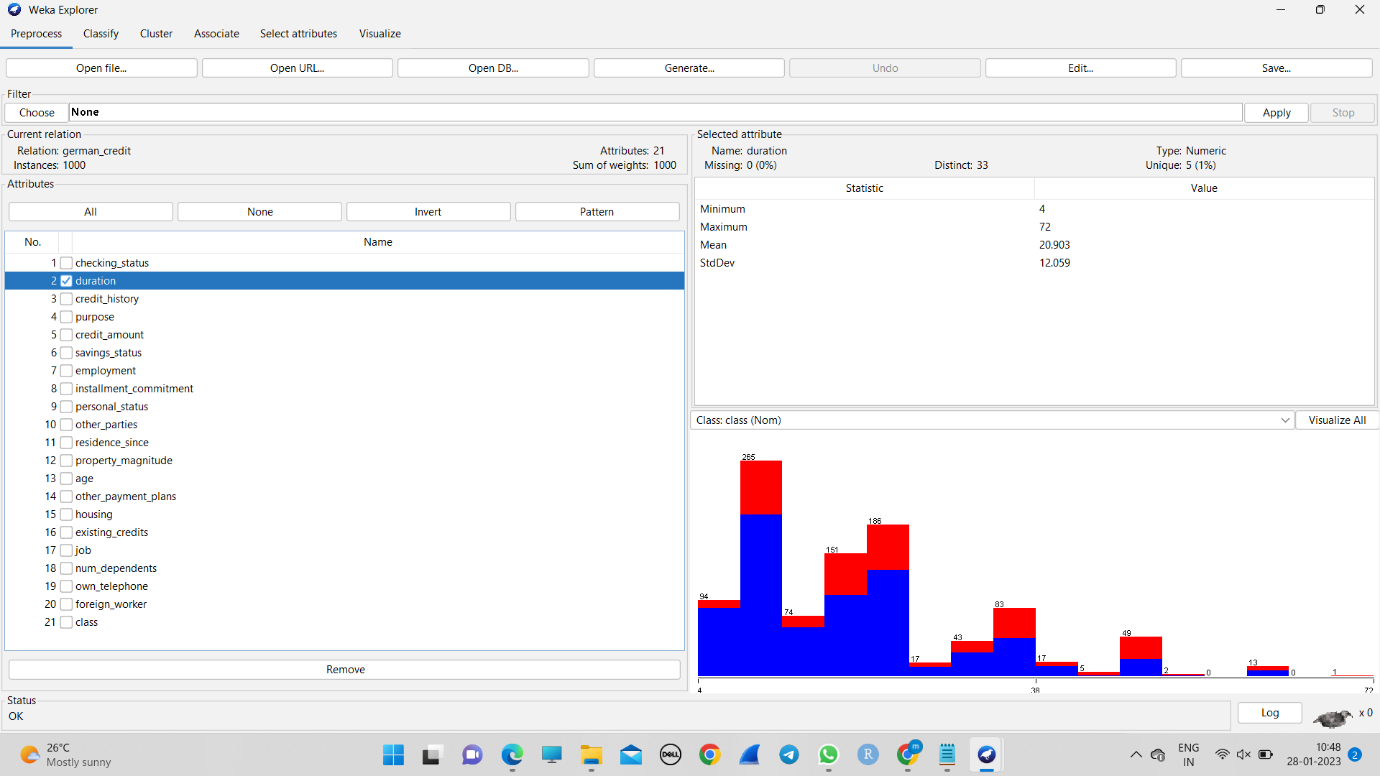 Weka Explorer
Preprocess Classify Cluster Associate Select attributes Visualize
Open file... Open URL... Open DB... Generate... Undo Edit... Save...
Filter
Choose None Apply Stop
Current relation
Relation: german_credit Attributes: 21
Instances: 1000 Sum of weights: 1000
Attributes
All None Invert Pattern
No. Name
1 checking_status
2 duration
3 credit_history
4 purpose
5 credit_amount
6 savings_status
7 employment
8 installment_commitment
9 personal_status
10 other_parties
11 residence_since
12 property_magnitude
13 age
14 other_payment_plans
15 housing
16 existing_credits
17 job
18 num_dependents
19 own_telephone
20 foreign_worker
21 class
Remove
Selected attribute
Name: duration Type: Numeric
Missing: 0 (0%) Distinct: 33 Unique: 5 (1%)
Statistic Value
Minimum 4
Maximum 72
Mean 20.903
StdDev 12.059
Class: class (Nom) Visualize All
94 265 74 151 186 17 43 83 17 5 49 2 0 13 0 1
4 38 72
Status
OK
Log x 0
26°C
Mostly sunny
DELL
R
m
ENG
IN
10:48
28-01-2023
2